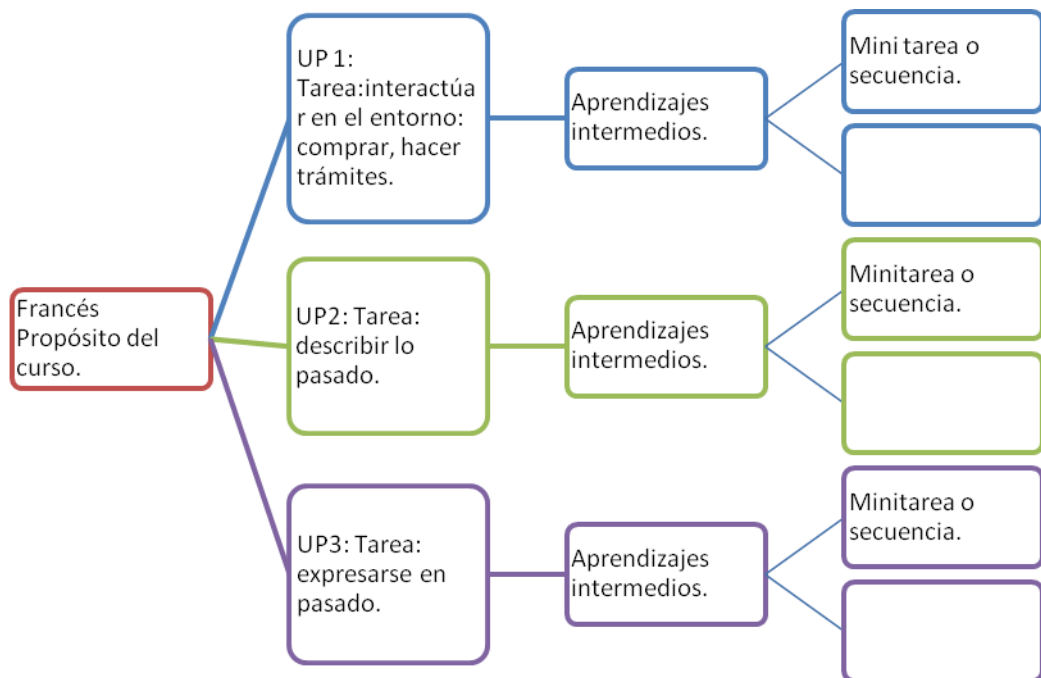 Francés
Propósito del
curso.
UP 1:
Tarea:interactúa
r en el entorno:
comprar, hacer
trámites.
Aprendizajes
intermedios.
Mini tarea o
secuencia.
UP2: Tarea:
describir lo
pasado.
Aprendizajes
intermedios.
Minitarea o
secuencia.
UP3: Tarea:
expresarse en
pasado.
Aprendizajes
intermedios.
Minitarea o
secuencia.